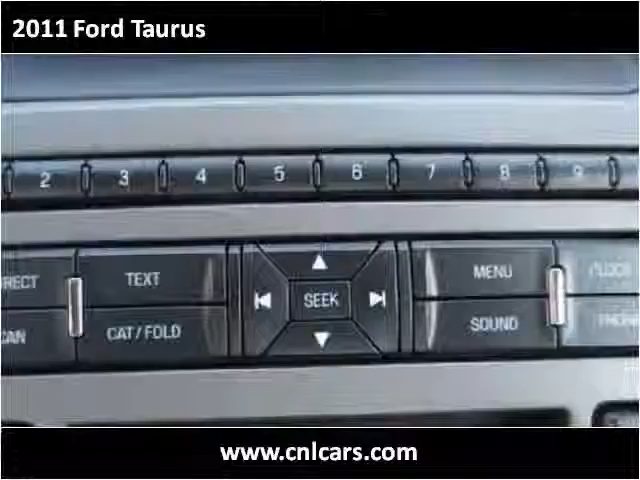 2011 Ford Taurus
2 3 4 5 6 7 8 9
TEXT MENU
SEEK
CAT/FOLD SOUND
www.cnlcars.com